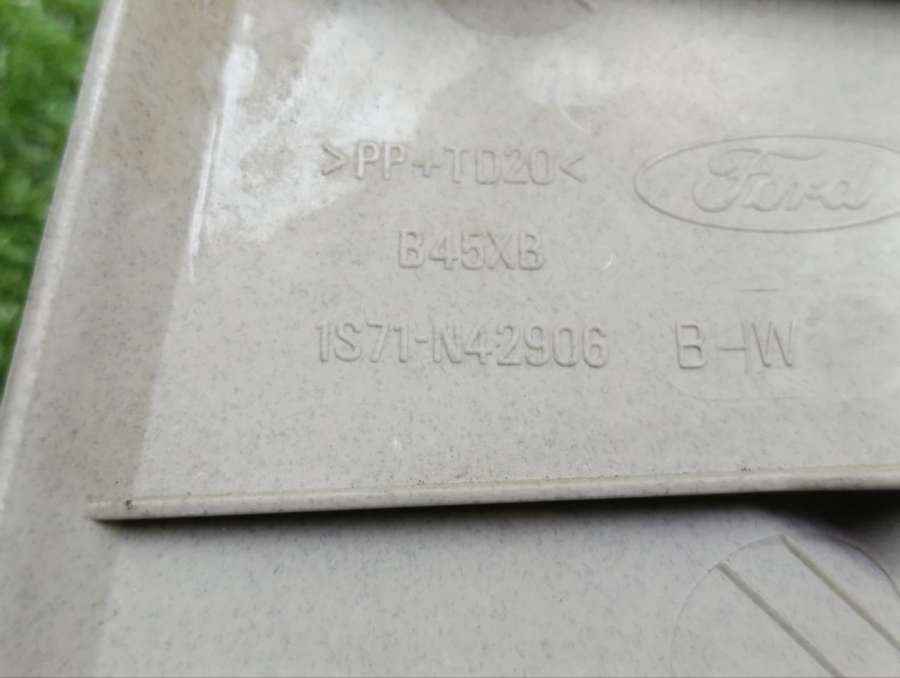 >PP+TD20<
Ford
B45XB
1S71-N42906 B-W